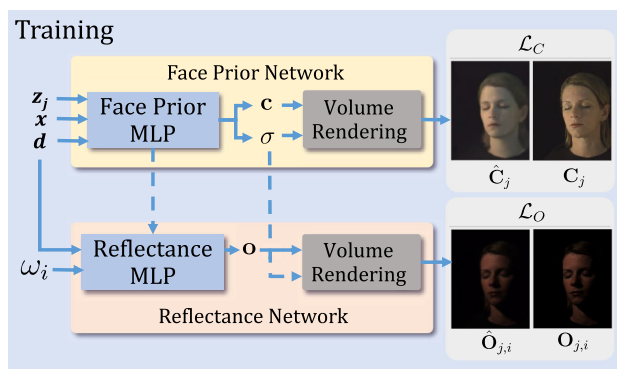 Training
Face Prior Network
z_j
x
d
Face Prior
MLP
c
σ
Volume
Rendering
ℒ_C
Ĉ_j
C_j
ω_i
Reflectance
MLP
o
Volume
Rendering
Reflectance Network
ℒ_O
Ô_{j,i}
O_{j,i}